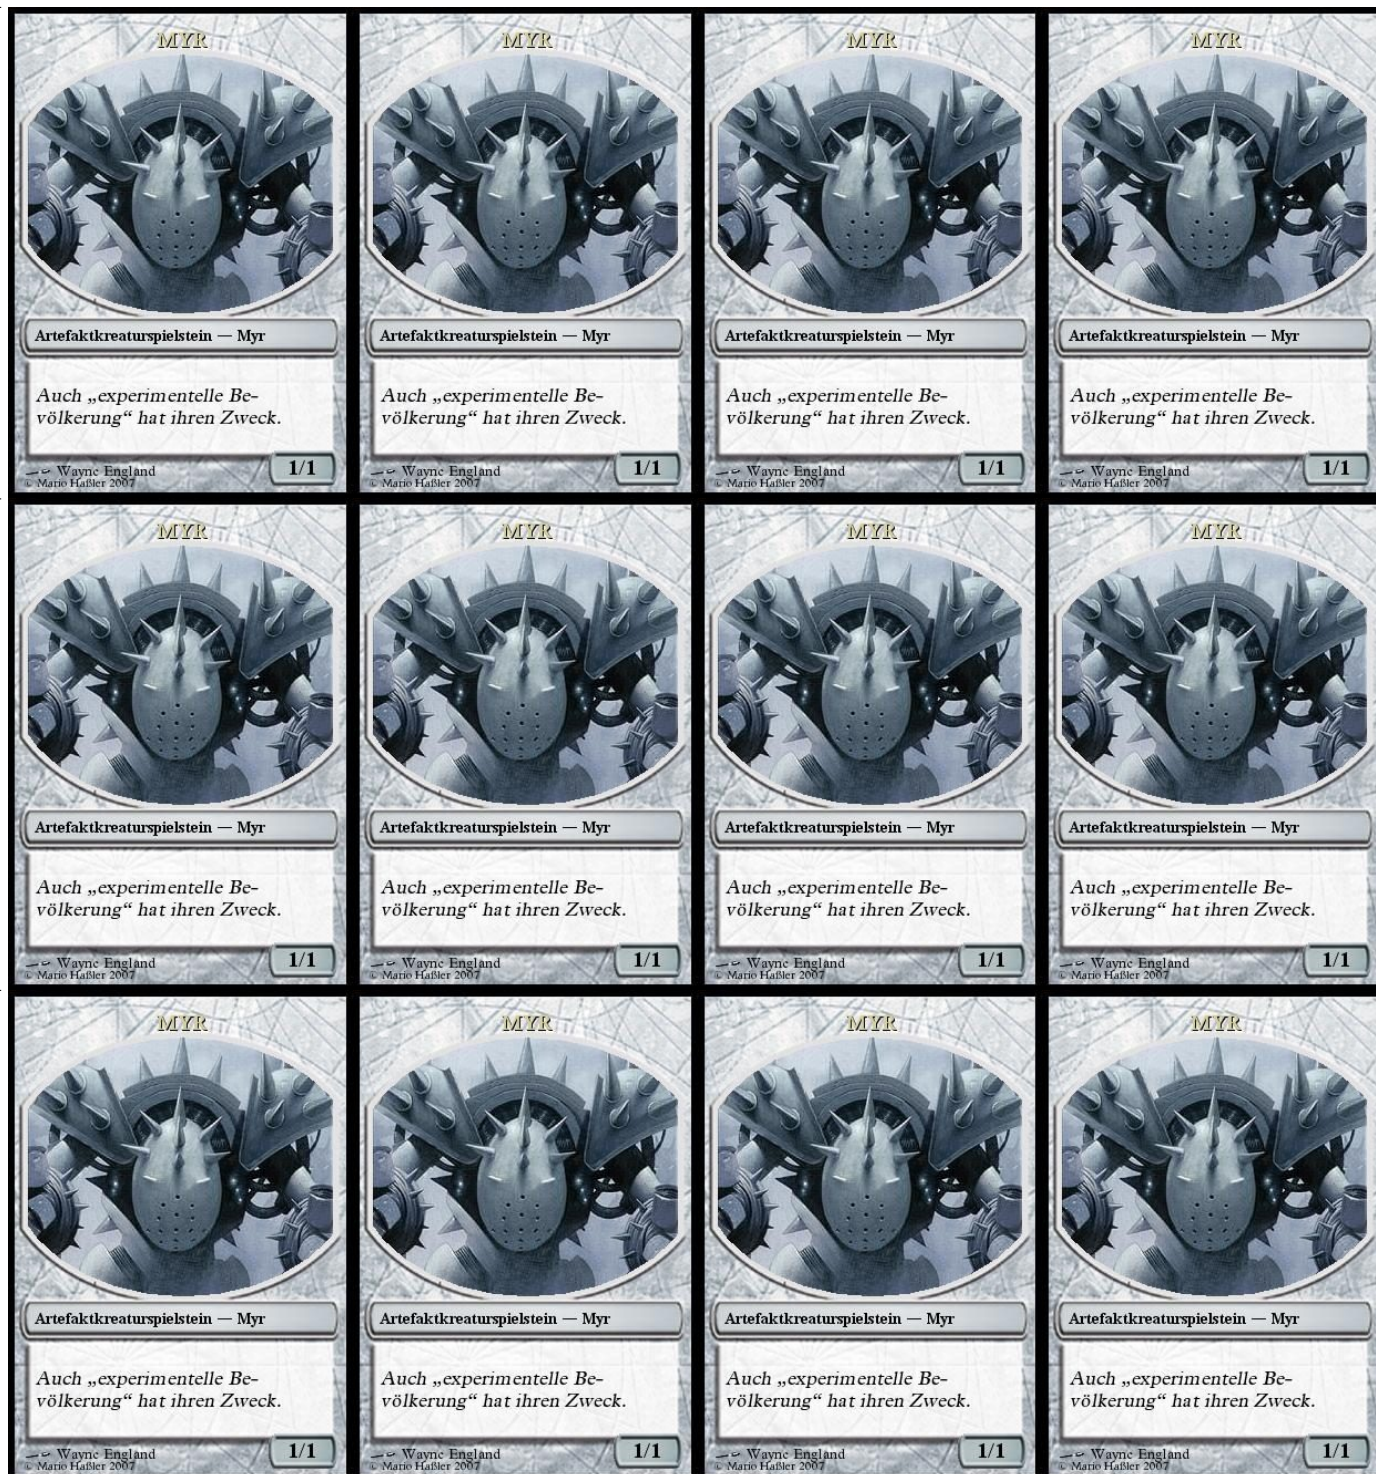 MYR
MYR
MYR
MYR
Artefaktkreaturspielstein — Myr
Artefaktkreaturspielstein — Myr
Artefaktkreaturspielstein — Myr
Artefaktkreaturspielstein — Myr
Auch „experimentelle Be-
völkerung“ hat ihren Zweck.
Auch „experimentelle Be-
völkerung“ hat ihren Zweck.
Auch „experimentelle Be-
völkerung“ hat ihren Zweck.
Auch „experimentelle Be-
völkerung“ hat ihren Zweck.
Wayne England
1/1
© Mario Haßler 2007
Wayne England
1/1
© Mario Haßler 2007
Wayne England
1/1
© Mario Haßler 2007
Wayne England
1/1
© Mario Haßler 2007
MYR
MYR
MYR
MYR
Artefaktkreaturspielstein — Myr
Artefaktkreaturspielstein — Myr
Artefaktkreaturspielstein — Myr
Artefaktkreaturspielstein — Myr
Auch „experimentelle Be-
völkerung“ hat ihren Zweck.
Auch „experimentelle Be-
völkerung“ hat ihren Zweck.
Auch „experimentelle Be-
völkerung“ hat ihren Zweck.
Auch „experimentelle Be-
völkerung“ hat ihren Zweck.
Wayne England
1/1
© Mario Haßler 2007
Wayne England
1/1
© Mario Haßler 2007
Wayne England
1/1
© Mario Haßler 2007
Wayne England
1/1
© Mario Haßler 2007
MYR
MYR
MYR
MYR
Artefaktkreaturspielstein — Myr
Artefaktkreaturspielstein — Myr
Artefaktkreaturspielstein — Myr
Artefaktkreaturspielstein — Myr
Auch „experimentelle Be-
völkerung“ hat ihren Zweck.
Auch „experimentelle Be-
völkerung“ hat ihren Zweck.
Auch „experimentelle Be-
völkerung“ hat ihren Zweck.
Auch „experimentelle Be-
völkerung“ hat ihren Zweck.
Wayne England
1/1
© Mario Haßler 2007
Wayne England
1/1
© Mario Haßler 2007
Wayne England
1/1
© Mario Haßler 2007
Wayne England
1/1
© Mario Haßler 2007